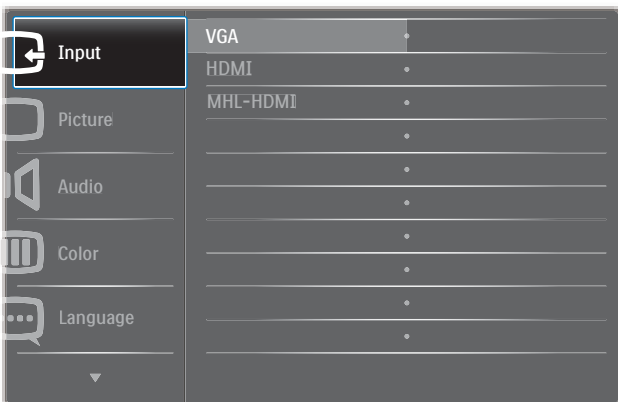 Input
Picture
Audio
Color
Language
VGA
HDMI
MHL-HDMI